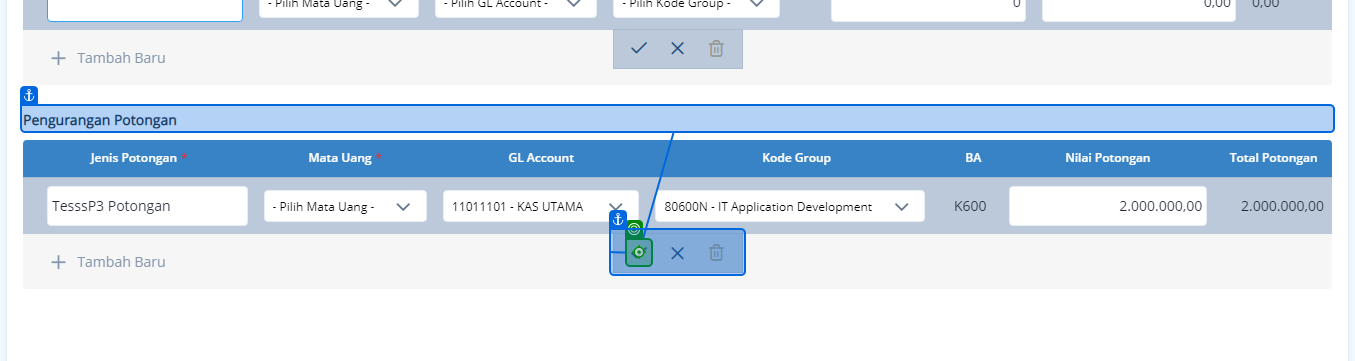 - Pilih Mata Uang - - Pilih GL Account - - Pilih Kode Group - 0 0,00 0,00
Tambah Baru
Pengurangan Potongan
Jenis Potongan * Mata Uang * GL Account Kode Group BA Nilai Potongan Total Potongan
TesssP3 Potongan - Pilih Mata Uang - 11011101 - KAS UTAMA 80600N - IT Application Development K600 2.000.000,00 2.000.000,00
Tambah Baru